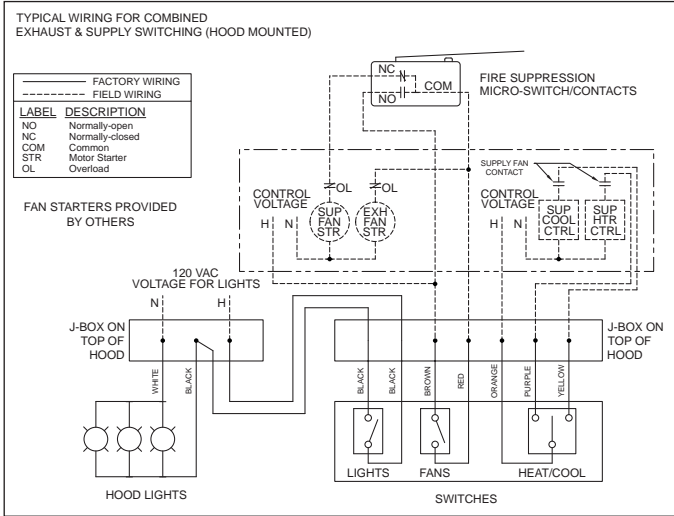 TYPICAL WIRING FOR COMBINED
EXHAUST & SUPPLY SWITCHING (HOOD MOUNTED)
FACTORY WIRING
FIELD WIRING
LABEL DESCRIPTION
NO Normally-open
NC Normally-closed
COM Common
STR Motor Starter
OL Overload
FAN STARTERS PROVIDED
BY OTHERS
NC
COM
NO
FIRE SUPPRESSION
MICRO-SWITCH/CONTACTS
SUPPLY FAN
CONTACT
OL
OL
CONTROL
VOLTAGE
H N
SUP
FAN
STR
EXH
FAN
STR
CONTROL
VOLTAGE
H N
SUP
COOL
CTRL
SUP
HTR
CTRL
120 VAC
VOLTAGE FOR LIGHTS
N H
J-BOX ON
TOP OF
HOOD
J-BOX ON
TOP OF
HOOD
WHITE
BLACK
BLACK
BLACK
BROWN
RED
ORANGE
PURPLE
YELLOW
LIGHTS
FANS
HEAT/COOL
HOOD LIGHTS
SWITCHES